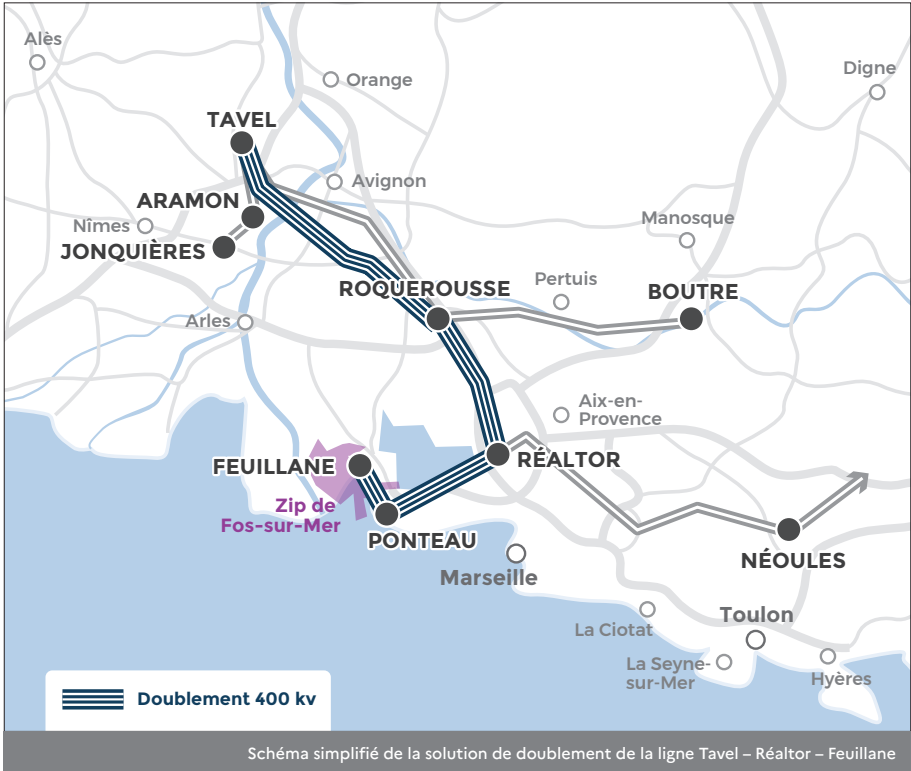 Alès
Orange
Digne
TAVEL
Avignon
ARAMON
Nîmes
Manosque
JONQUIÈRES
ROQUEROUSSE
Pertuis
BOUTRE
Arles
Aix-en-
Provence
FEUILLANE
RÉALTOR
Zip de
Fos-sur-Mer
PONTEAU
NÉOULES
Marseille
Toulon
La Ciotat
La Seyne-
sur-Mer
Hyères
Doublement 400 kv
Schéma simplifié de la solution de doublement de la ligne Tavel – Réaltor – Feuillane